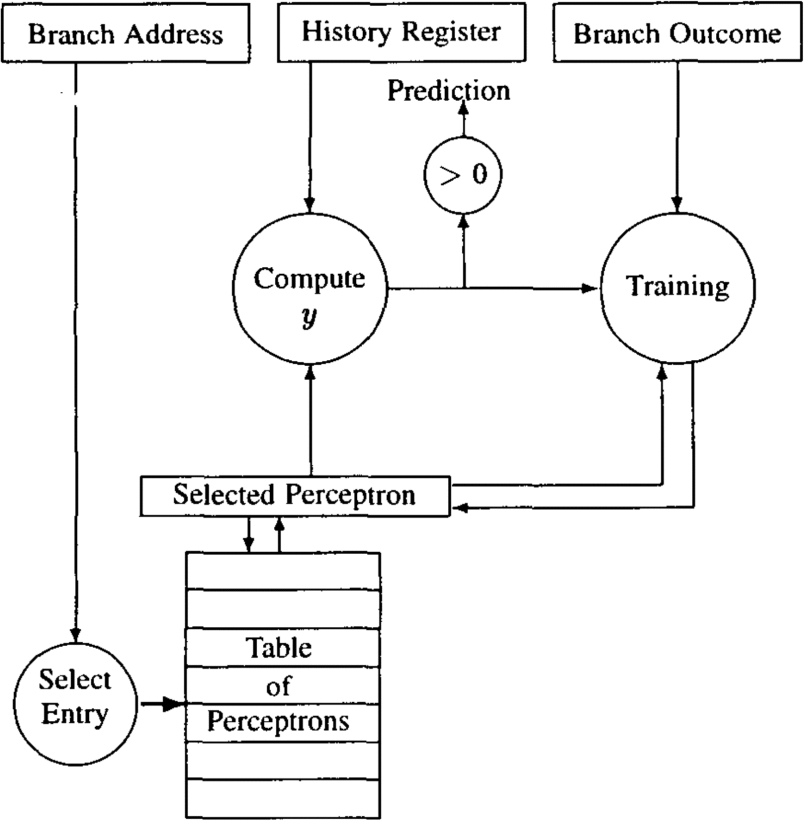 Branch Address
History Register
Branch Outcome
Prediction
> 0
Compute
y
Training
Selected Perceptron
Table
of
Perceptrons
Select
Entry